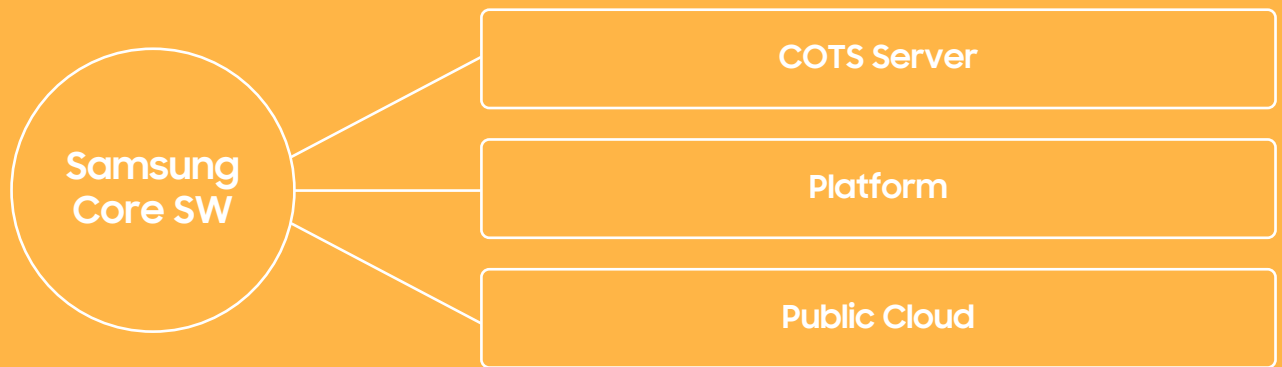 Samsung
Core SW
COTS Server
Platform
Public Cloud